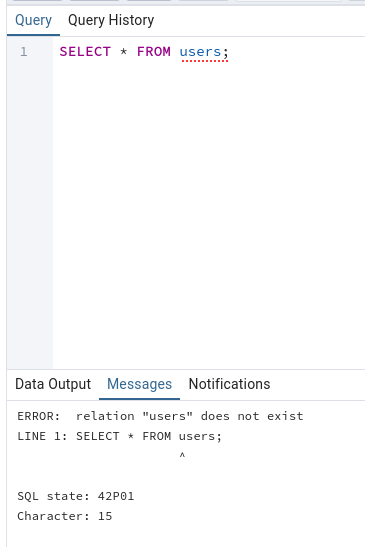 Query Query History
1 SELECT * FROM users;
Data Output Messages Notifications
ERROR:  relation "users" does not exist
LINE 1: SELECT * FROM users;
                      ^
SQL state: 42P01
Character: 15